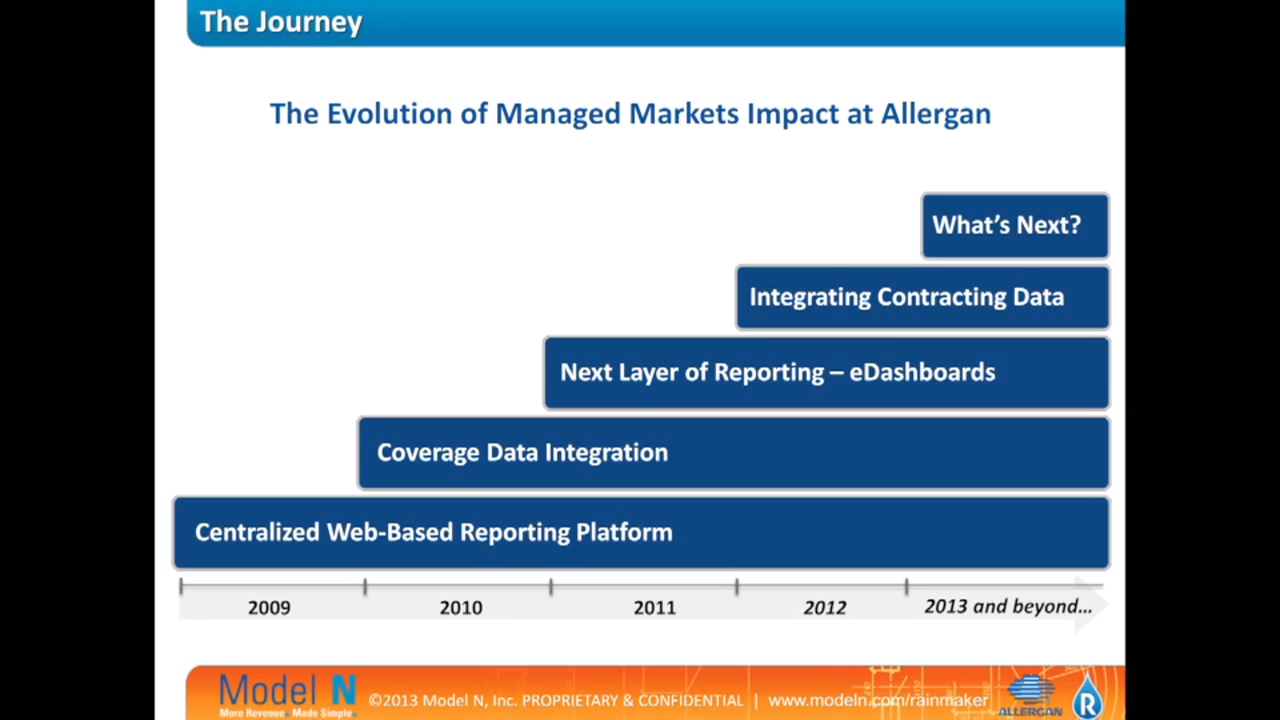 The Journey
The Evolution of Managed Markets Impact at Allergan
What's Next?
Integrating Contracting Data
Next Layer of Reporting – eDashboards
Coverage Data Integration
Centralized Web-Based Reporting Platform
2009 2010 2011 2012 2013 and beyond...
Model N
More Revenue. Made Simple.
©2013 Model N, Inc. PROPRIETARY & CONFIDENTIAL | www.modeln.com/rainmaker
ALLERGAN
R